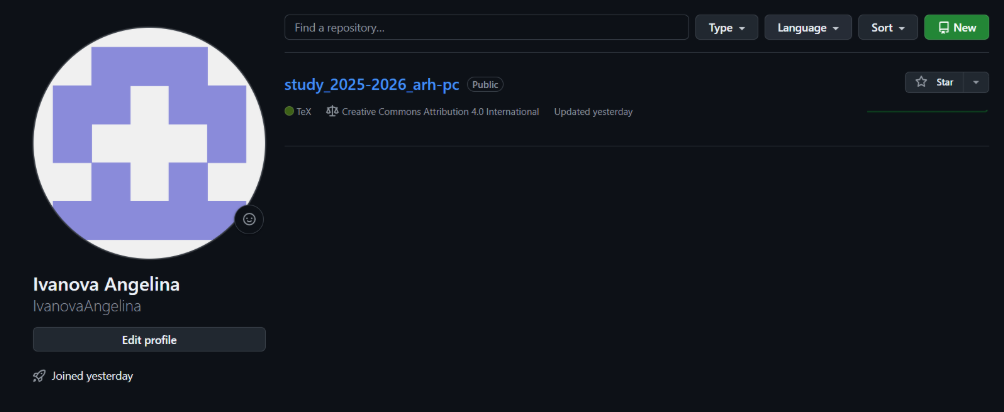 Find a repository...
Type
Language
Sort
New
study_2025-2026_arh-pc
Public
Star
TeX
Creative Commons Attribution 4.0 International
Updated yesterday
Ivanova Angelina
IvanovaAngelina
Edit profile
Joined yesterday